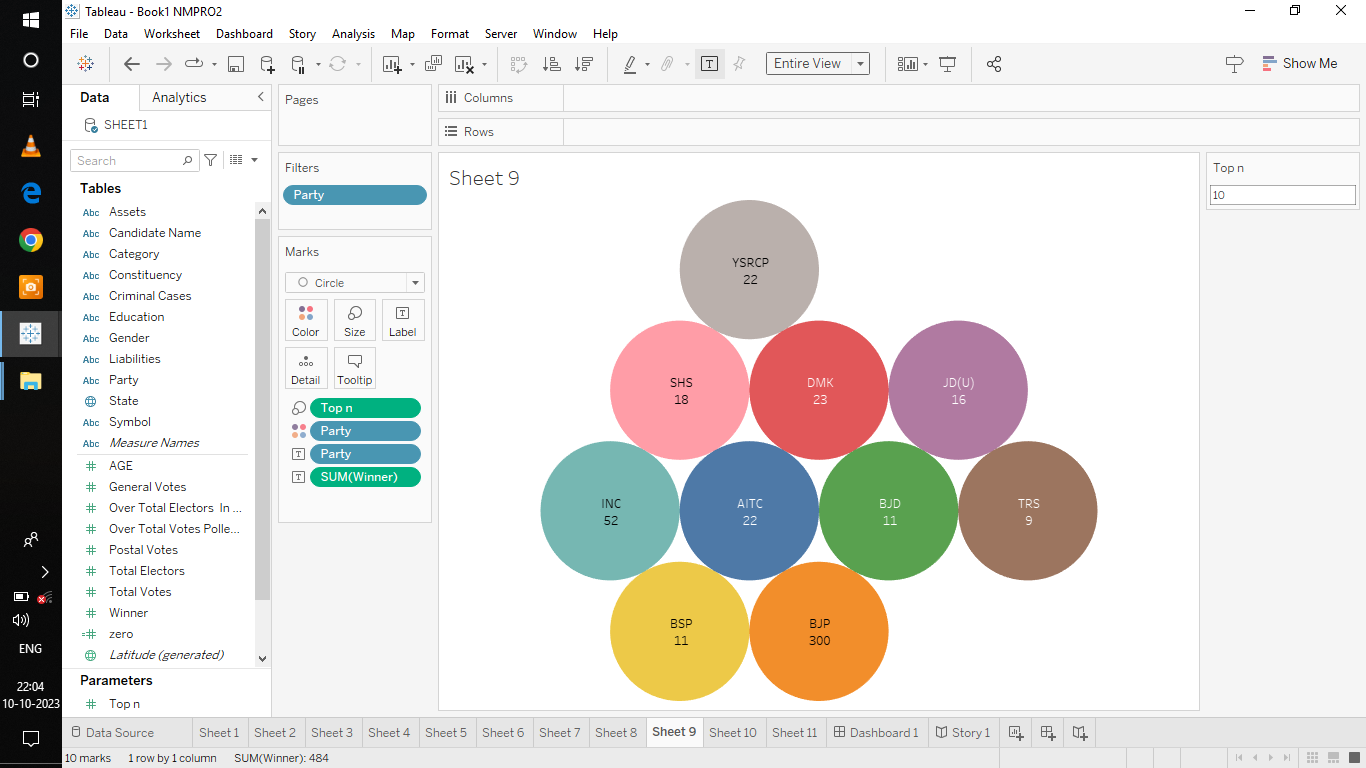 Tableau - Book1 NMPRO2
File Data Worksheet Dashboard Story Analysis Map Format Server Window Help
Entire View
Show Me
Data Analytics
SHEET1
Search
Tables
Abc Assets
Abc Candidate Name
Abc Category
Abc Constituency
Abc Criminal Cases
Abc Education
Abc Gender
Abc Liabilities
Abc Party
State
Abc Symbol
Abc Measure Names
# AGE
# General Votes
# Over Total Electors In ...
# Over Total Votes Polle...
# Postal Votes
# Total Electors
# Total Votes
# Winner
=# zero
Latitude (generated)
Parameters
# Top n
Pages
Filters
Party
Marks
Circle
Color Size Label
Detail Tooltip
Top n
Party
Party
SUM(Winner)
Columns
Rows
Sheet 9
YSRCP
22
SHS
18
DMK
23
JD(U)
16
INC
52
AITC
22
BJD
11
TRS
9
BSP
11
BJP
300
Top n
10
Data Source Sheet 1 Sheet 2 Sheet 3 Sheet 4 Sheet 5 Sheet 6 Sheet 7 Sheet 8 Sheet 9 Sheet 10 Sheet 11 Dashboard 1 Story 1
10 marks 1 row by 1 column SUM(Winner): 484
ENG
22:04
10-10-2023